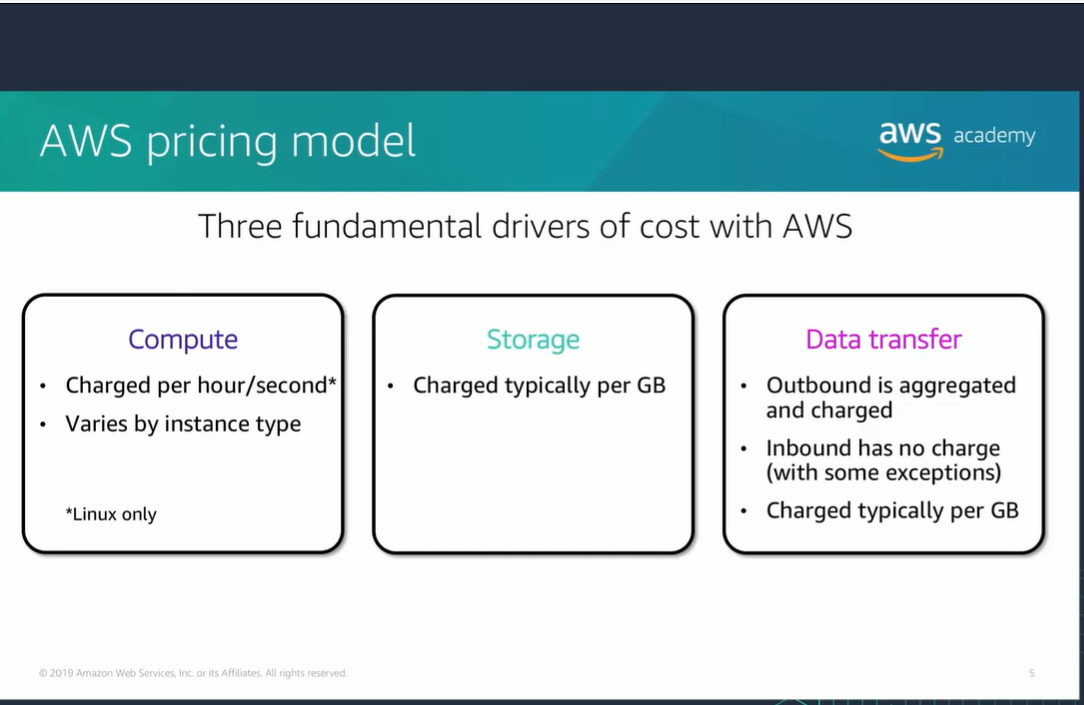 AWS pricing model
aws academy
Three fundamental drivers of cost with AWS
Compute
• Charged per hour/second*
• Varies by instance type
*Linux only
Storage
• Charged typically per GB
Data transfer
• Outbound is aggregated
and charged
• Inbound has no charge
(with some exceptions)
• Charged typically per GB
© 2019 Amazon Web Services, Inc. or its Affiliates. All rights reserved.
5